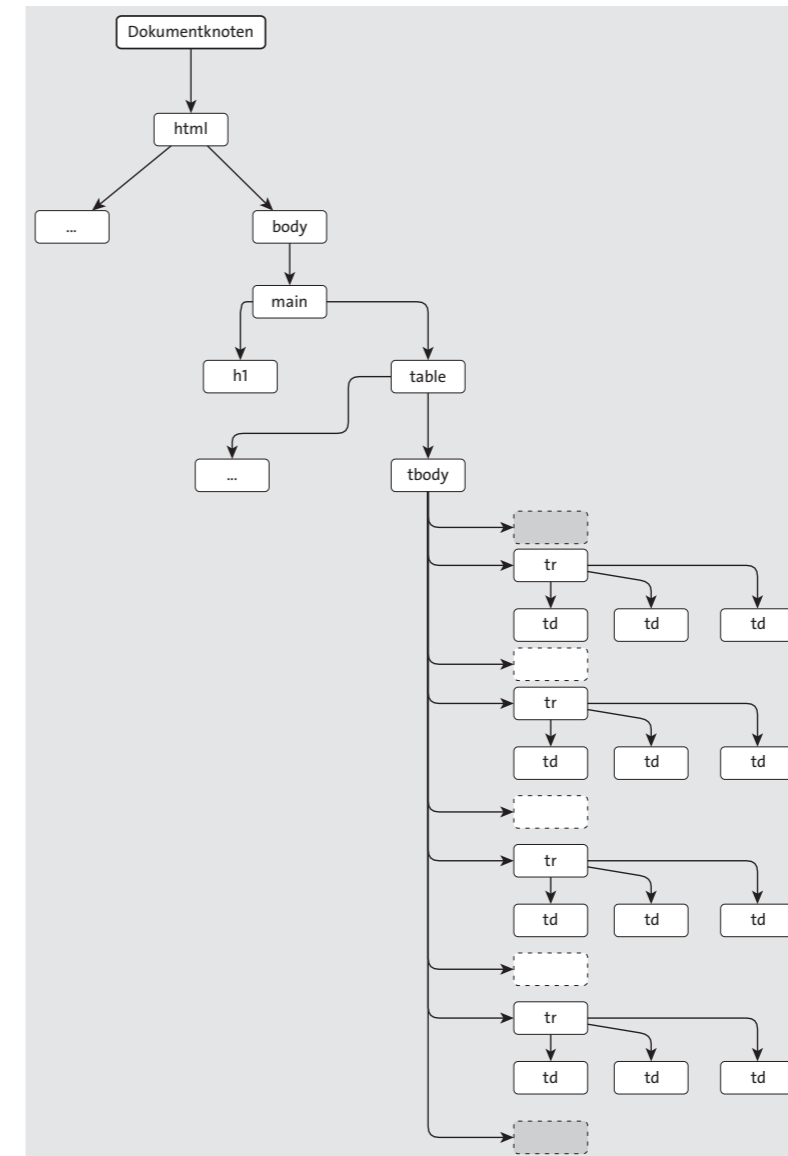 Dokumentknoten
html
...
body
main
h1
table
...
tbody
tr
td td td
tr
td td td
tr
td td td
tr
td td td